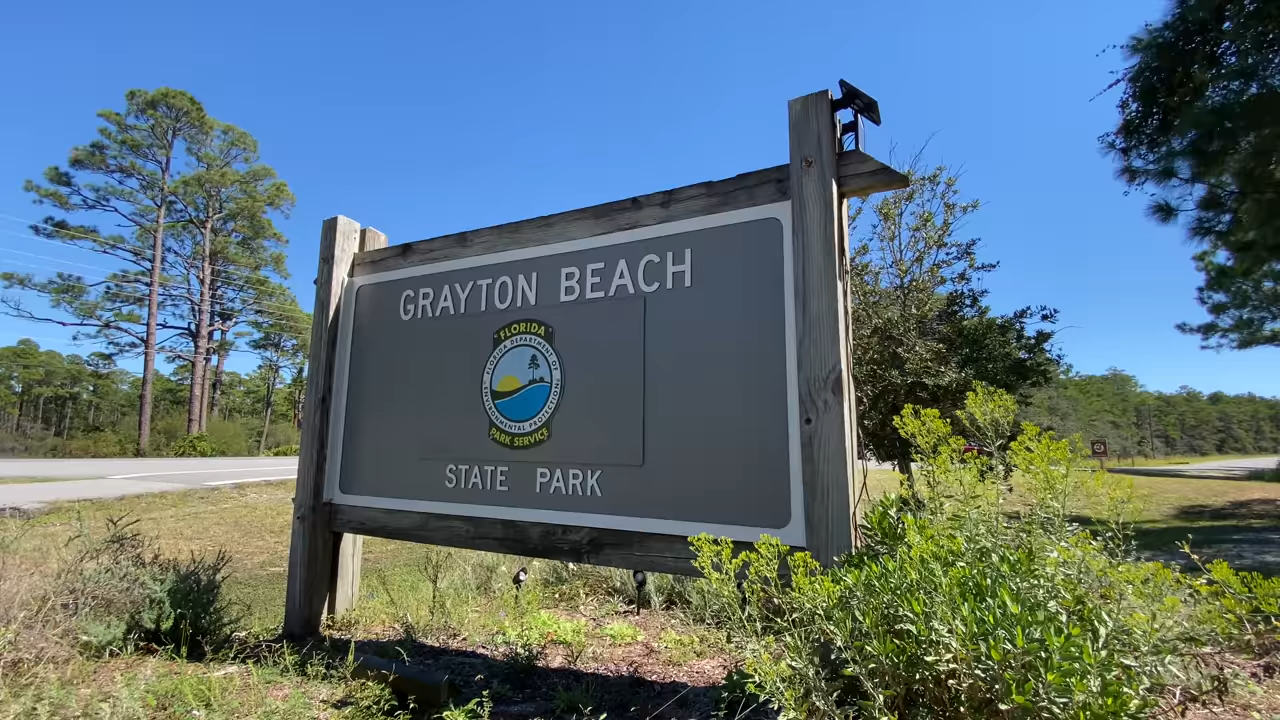 GRAYTON BEACH
FLORIDA
FLORIDA DEPARTMENT OF
ENVIRONMENTAL PROTECTION
PARK SERVICE
STATE PARK